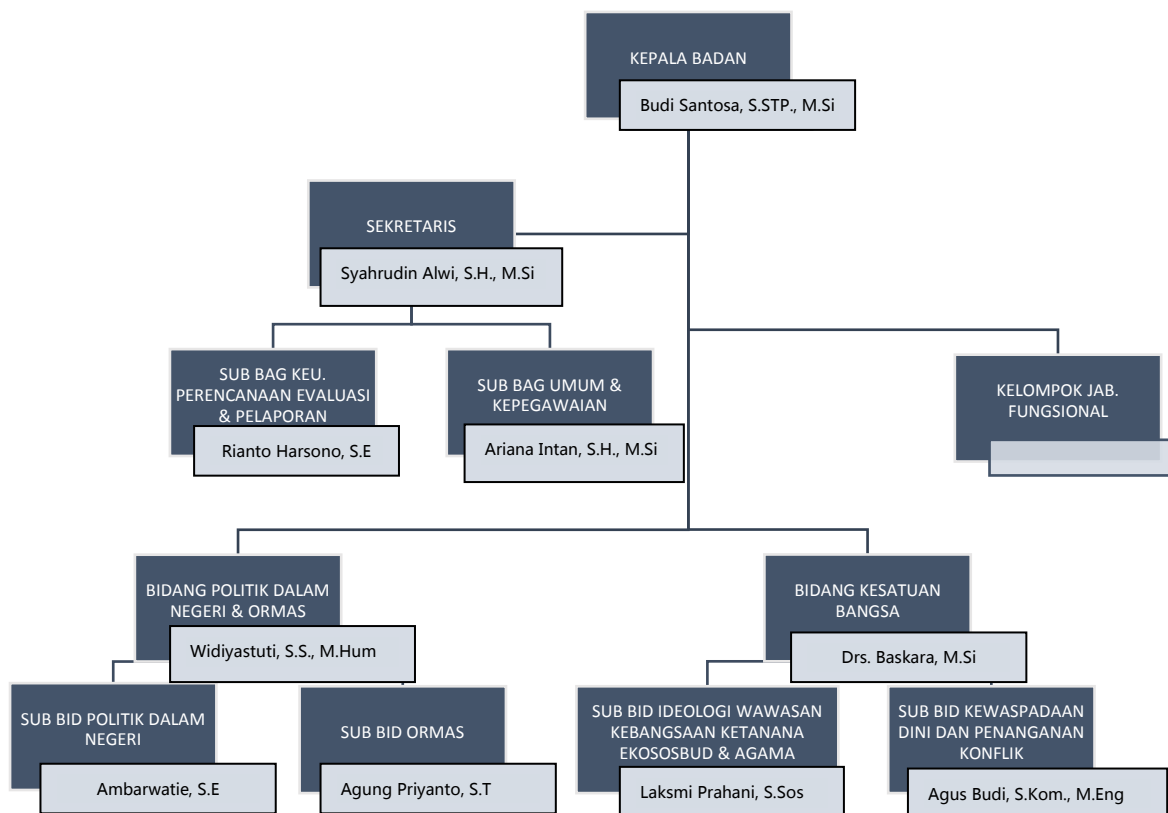 KEPALA BADAN
Budi Santosa, S.STP., M.Si
SEKRETARIS
Syahrudin Alwi, S.H., M.Si
SUB BAG KEU.
PERENCANAAN EVALUASI
& PELAPORAN
Rianto Harsono, S.E
SUB BAG UMUM &
KEPEGAWAIAN
Ariana Intan, S.H., M.Si
KELOMPOK JAB.
FUNGSIONAL
BIDANG POLITIK DALAM
NEGERI & ORMAS
Widiyastuti, S.S., M.Hum
BIDANG KESATUAN
BANGSA
Drs. Baskara, M.Si
SUB BID POLITIK DALAM
NEGERI
Ambarwatie, S.E
SUB BID ORMAS
Agung Priyanto, S.T
SUB BID IDEOLOGI WAWASAN
KEBANGSAAN KETANANA
EKOSOSBUD & AGAMA
Laksmi Prahani, S.Sos
SUB BID KEWASPADAAN
DINI DAN PENANGANAN
KONFLIK
Agus Budi, S.Kom., M.Eng